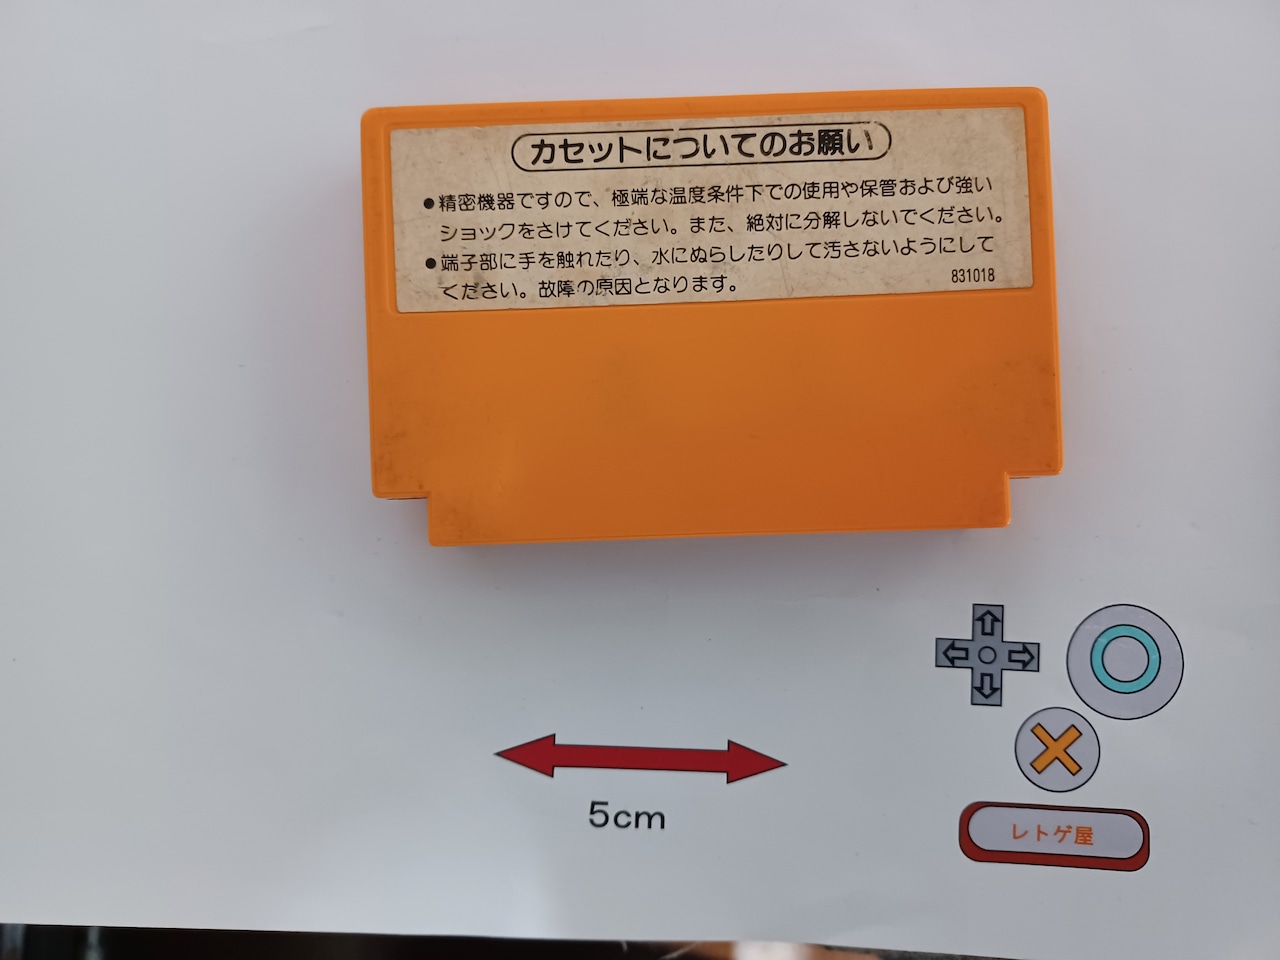 カセットについてのお願い
●精密機器ですので、極端な温度条件下での使用や保管および強い
ショックをさけてください。また、絶対に分解しないでください。
●端子部に手を触れたり、水にぬらしたりして汚さないようにして
ください。故障の原因となります。
831018
5cm
レトゲ屋